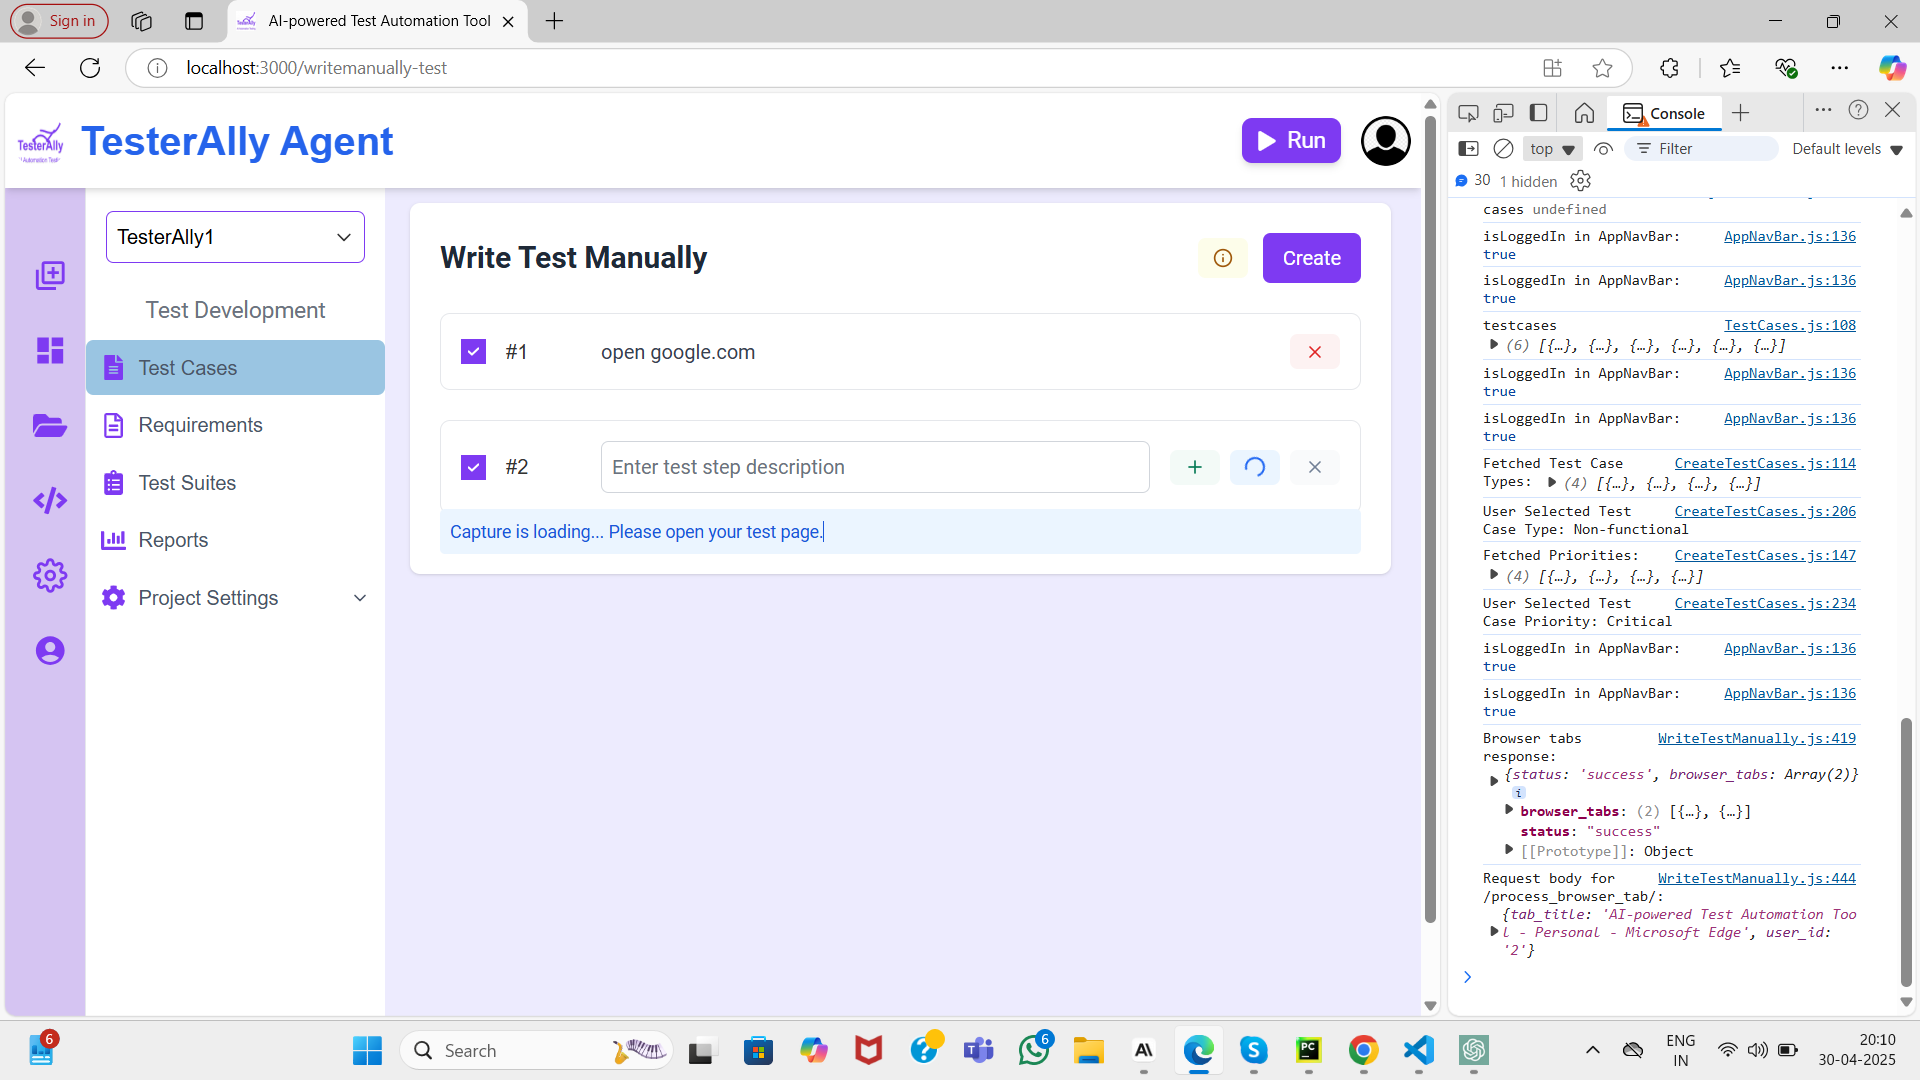 Sign in
AI-powered Test Automation Tool
localhost:3000/writemanually-test
TesterAlly
TesterAlly Agent
Run
TesterAlly1
Test Development
Test Cases
Requirements
Test Suites
Reports
Project Settings
Write Test Manually
Create
#1
open google.com
#2
Enter test step description
Capture is loading... Please open your test page.
Console
top
Filter
Default levels
30
1 hidden
cases undefined
isLoggedIn in AppNavBar: AppNavBar.js:136
true
isLoggedIn in AppNavBar: AppNavBar.js:136
true
testcases TestCases.js:108
(6) [{…}, {…}, {…}, {…}, {…}, {…}]
isLoggedIn in AppNavBar: AppNavBar.js:136
true
isLoggedIn in AppNavBar: AppNavBar.js:136
true
Fetched Test Case CreateTestCases.js:114
Types: (4) [{…}, {…}, {…}, {…}]
User Selected Test CreateTestCases.js:206
Case Type: Non-functional
Fetched Priorities: CreateTestCases.js:147
(4) [{…}, {…}, {…}, {…}]
User Selected Test CreateTestCases.js:234
Case Priority: Critical
isLoggedIn in AppNavBar: AppNavBar.js:136
true
isLoggedIn in AppNavBar: AppNavBar.js:136
true
Browser tabs WriteTestManually.js:419
response:
{status: 'success', browser_tabs: Array(2)}
i
browser_tabs: (2) [{…}, {…}]
status: "success"
[[Prototype]]: Object
Request body for WriteTestManually.js:444
/process_browser_tab/:
{tab_title: 'AI-powered Test Automation Too
l - Personal - Microsoft Edge', user_id:
'2'}
6
Search
6
ENG
IN
20:10
30-04-2025